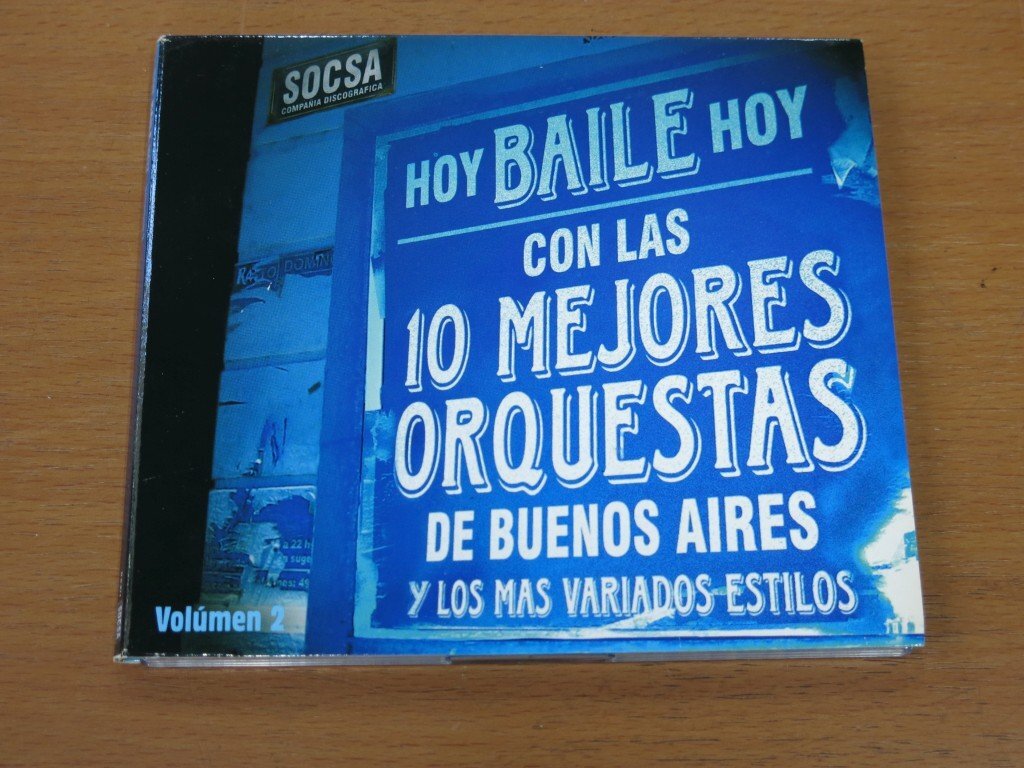 SOCSA
COMPAÑIA DISCOGRAFICA
HOY BAILE HOY
CON LAS
10 MEJORES
ORQUESTAS
DE BUENOS AIRES
Y LOS MAS VARIADOS ESTILOS
a 22 h
Volúmen 2